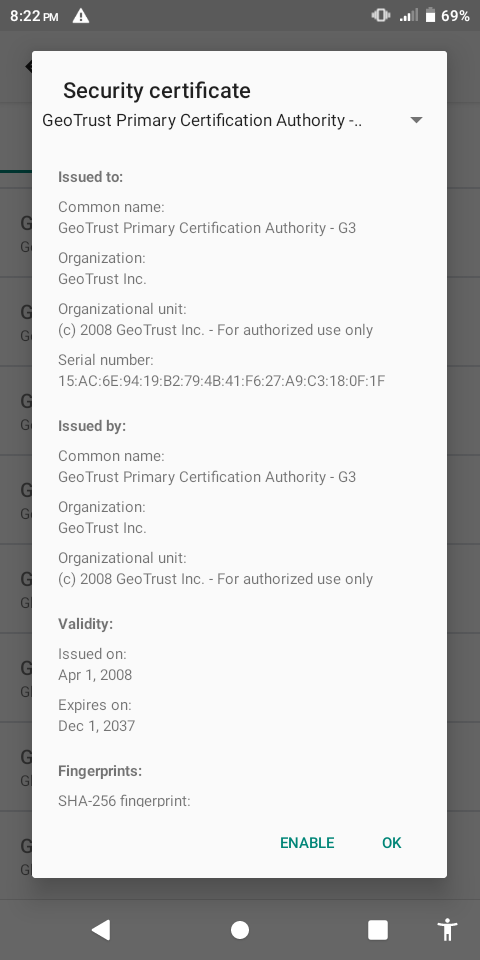 8:22 PM
69%
Security certificate
GeoTrust Primary Certification Authority -..
Issued to:
Common name:
GeoTrust Primary Certification Authority - G3
Organization:
GeoTrust Inc.
Organizational unit:
(c) 2008 GeoTrust Inc. - For authorized use only
Serial number:
15:AC:6E:94:19:B2:79:4B:41:F6:27:A9:C3:18:0F:1F
Issued by:
Common name:
GeoTrust Primary Certification Authority - G3
Organization:
GeoTrust Inc.
Organizational unit:
(c) 2008 GeoTrust Inc. - For authorized use only
Validity:
Issued on:
Apr 1, 2008
Expires on:
Dec 1, 2037
Fingerprints:
SHA-256 fingerprint:
ENABLE
OK